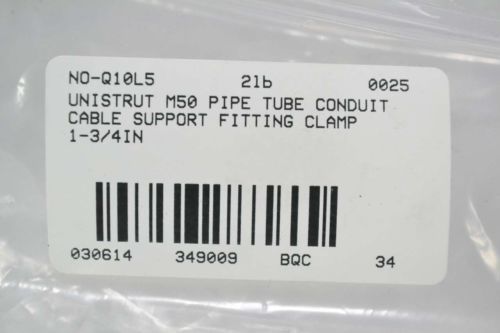 NO-Q10L5 2lb 0025
UNISTRUT M50 PIPE TUBE CONDUIT
CABLE SUPPORT FITTING CLAMP
1-3/4IN
030614 349009 BQC 34